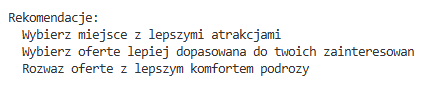 Rekomendacje:
Wybierz miejsce z lepszymi atrakcjami
Wybierz oferte lepiej dopasowana do twoich zainteresowan
Rozwaz oferte z lepszym komfortem podrozy